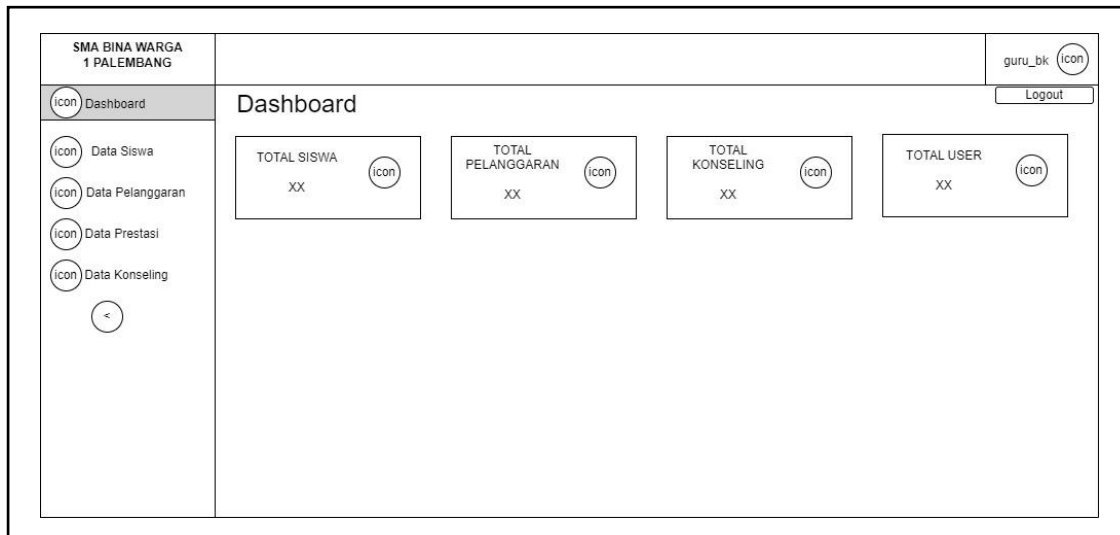 SMA BINA WARGA
1 PALEMBANG
guru_bk icon
Logout
icon Dashboard
icon Data Siswa
icon Data Pelanggaran
icon Data Prestasi
icon Data Konseling
<
Dashboard
TOTAL SISWA
icon
XX
TOTAL
PELANGGARAN
icon
XX
TOTAL
KONSELING
icon
XX
TOTAL USER
icon
XX